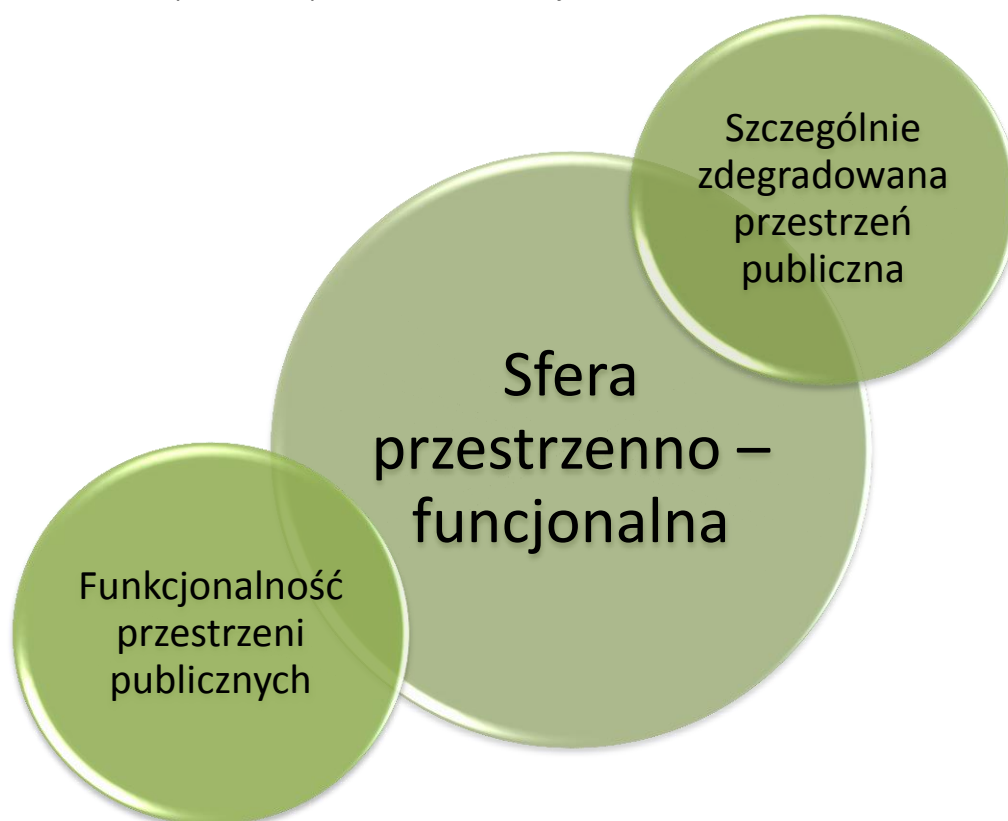 Szczególnie
zdegradowana
przestrzeń
publiczna
Sfera
przestrzenno –
funcjonalna
Funkcjonalność
przestrzeni
publicznych